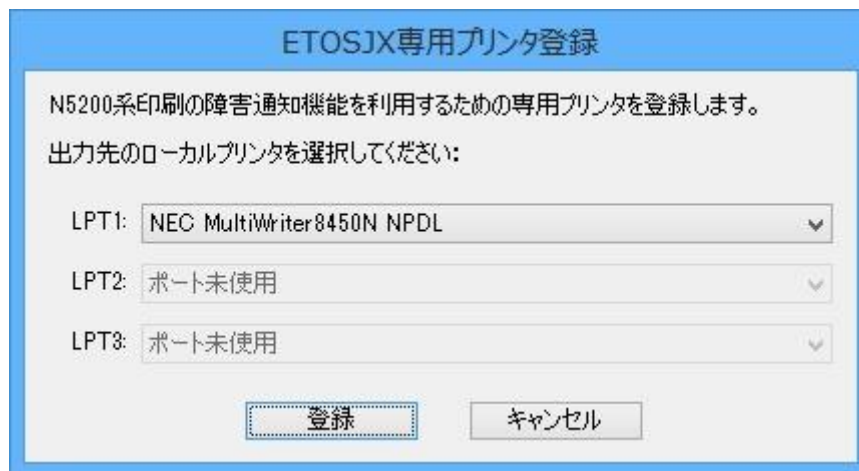 ETOSJX専用プリンタ登録
N5200系印刷の障害通知機能を利用するための専用プリンタを登録します。
出力先のローカルプリンタを選択してください:
LPT1: NEC MultiWriter8450N NPDL
LPT2: ポート未使用
LPT3: ポート未使用
登録 キャンセル